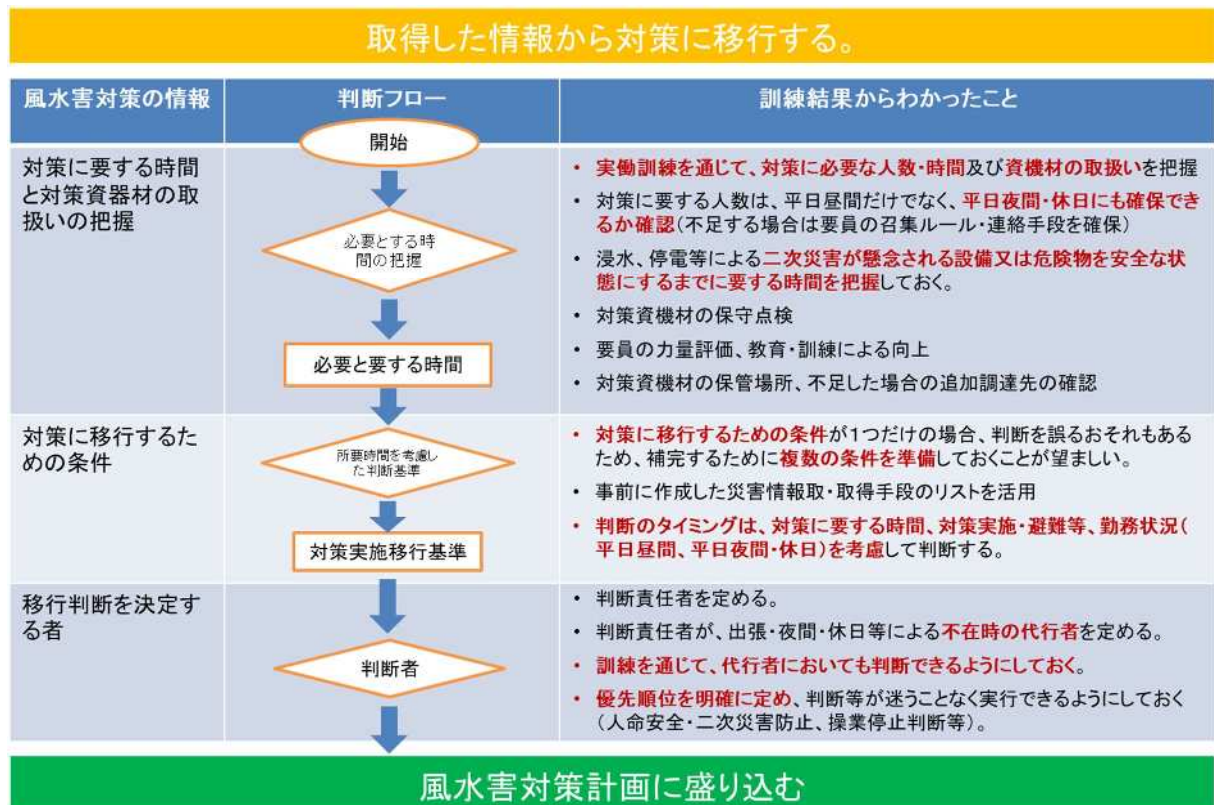 取得した情報から対策に移行する。
風水害対策の情報
判断フロー
訓練結果からわかったこと
開始
対策に要する時間
と対策資器材の取
扱いの把握
必要とする時
間の把握
必要と要する時間
・ 実働訓練を通じて、対策に必要な人数・時間及び資機材の取扱いを把握
・ 対策に要する人数は、平日昼間だけでなく、平日夜間・休日にも確保でき
るか確認(不足する場合は要員の召集ルール・連絡手段を確保)
・ 浸水、停電等による二次災害が懸念される設備又は危険物を安全な状
態にするまでに要する時間を把握しておく。
・ 対策資機材の保守点検
・ 要員の力量評価、教育・訓練による向上
・ 対策資機材の保管場所、不足した場合の追加調達先の確認
対策に移行するた
めの条件
所要時間を考慮し
た判断基準
対策実施移行基準
・ 対策に移行するための条件が1つだけの場合、判断を誤るおそれもある
ため、補完するために複数の条件を準備しておくことが望ましい。
・ 事前に作成した災害情報取・取得手段のリストを活用
・ 判断のタイミングは、対策に要する時間、対策実施・避難等、勤務状況(
平日昼間、平日夜間・休日)を考慮して判断する。
移行判断を決定す
る者
判断者
・ 判断責任者を定める。
・ 判断責任者が、出張・夜間・休日等による不在時の代行者を定める。
・ 訓練を通じて、代行者においても判断できるようにしておく。
・ 優先順位を明確に定め、判断等が迷うことなく実行できるようにしておく
(人命安全・二次災害防止、操業停止判断等)。
風水害対策計画に盛り込む